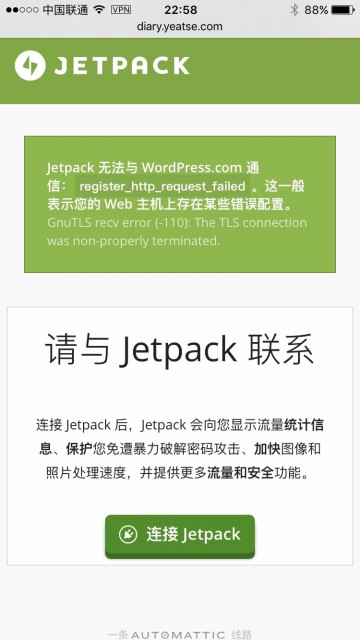 中国联通 VPN 22:58 88%
diary.yeatse.com
JETPACK
Jetpack 无法与 WordPress.com 通
信： register_http_request_failed 。这一般
表示您的 Web 主机上存在某些错误配置。
GnuTLS recv error (-110): The TLS connection
was non-properly terminated.
请与 Jetpack 联系
连接 Jetpack 后，Jetpack 会向您显示流量统计信
息、保护您免遭暴力破解密码攻击、加快图像和
照片处理速度，并提供更多流量和安全功能。
连接 Jetpack
一条 AUTOMATTIC 线路